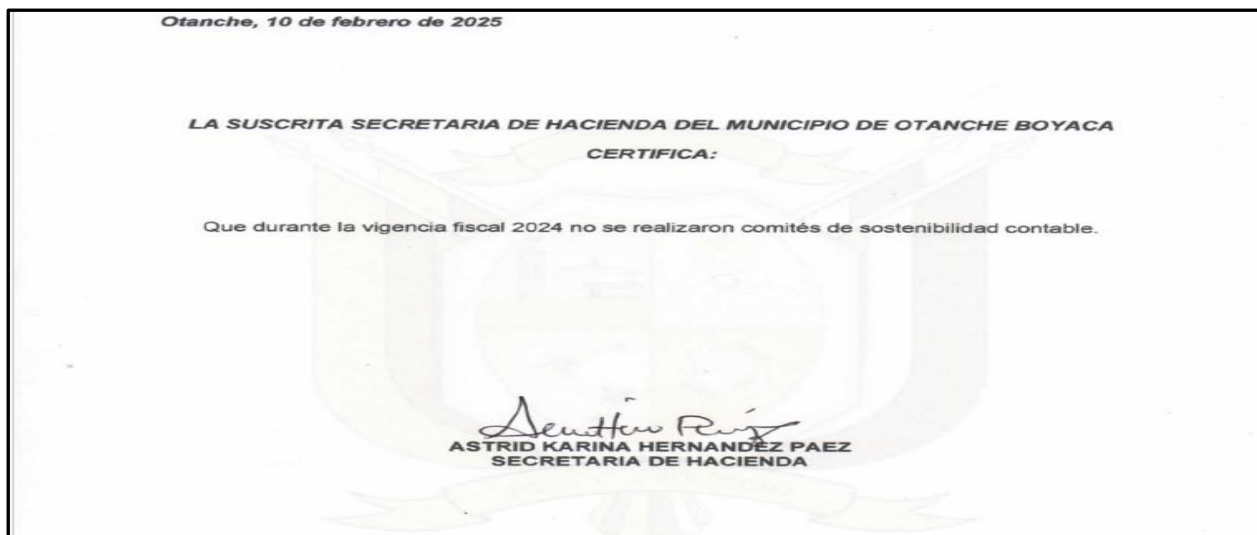 Otanche, 10 de febrero de 2025
LA SUSCRITA SECRETARIA DE HACIENDA DEL MUNICIPIO DE OTANCHE BOYACA
CERTIFICA:
Que durante la vigencia fiscal 2024 no se realizaron comités de sostenibilidad contable.
ASTRID KARINA HERNANDEZ PAEZ
SECRETARIA DE HACIENDA